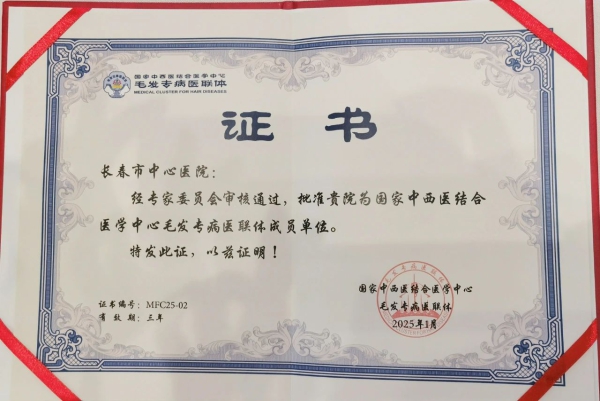 国家中西医结合医学中心
毛发专病医联体
MEDICAL CLUSTER FOR HAIR DISEASES
证书
长春市中心医院：
经专家委员会审核通过，批准贵院为国家中西医结合
医学中心毛发专病医联体成员单位。
特发此证，以兹证明！
证书编号：MFC25-02
有效期：三年
国家中西医结合医学中心
毛发专病医联体
2025年1月